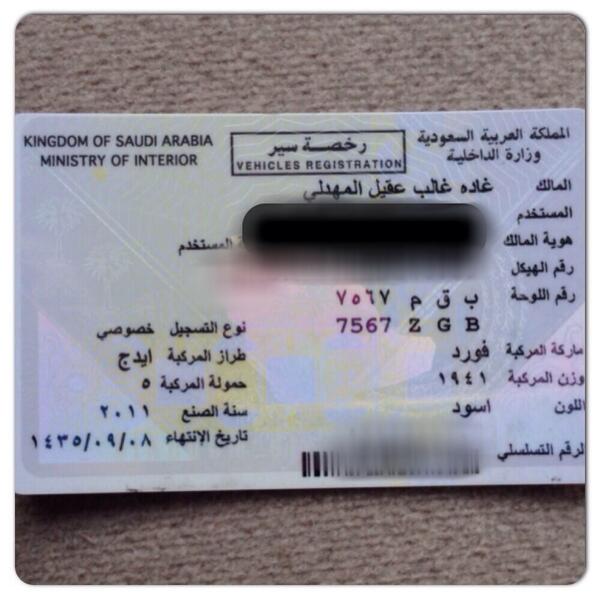 المملكة العربية السعودية
وزارة الداخلية
رخصة سير
VEHICLES REGISTRATION
KINGDOM OF SAUDI ARABIA
MINISTRY OF INTERIOR
المالك غاده غالب عقيل المهدلي
المستخدم
هوية المالك المستخدم
رقم الهيكل
رقم اللوحة ب ق م ٧٥٦٧
7567 Z G B
نوع التسجيل خصوصي
ماركة المركبة فورد طراز المركبة ايدج
وزن المركبة ١٩٤١ حمولة المركبة ٥
اللون أسود سنة الصنع ٢٠١١
تاريخ الإنتهاء ١٤٣٥/٠٩/٠٨
لرقم التسلسلي